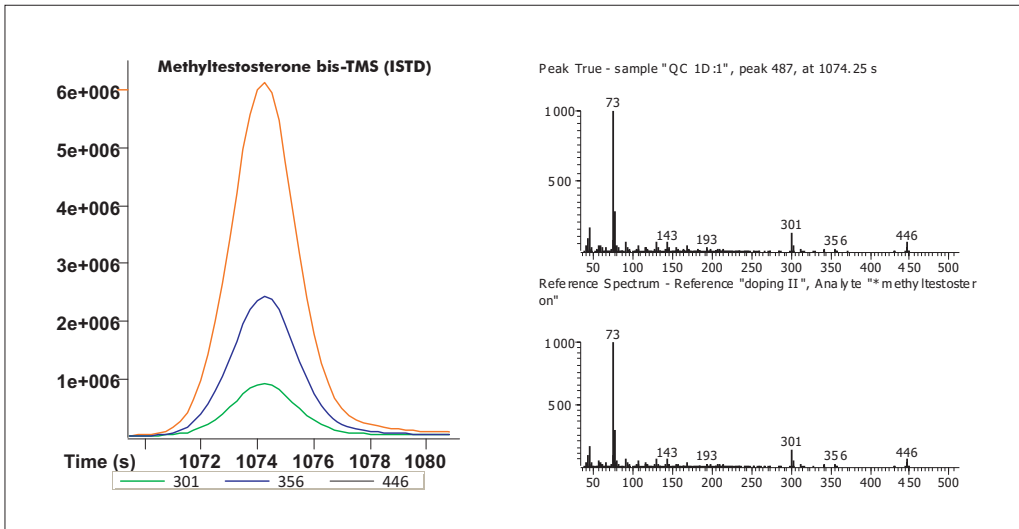 Methyltestosterone bis-TMS (ISTD)
6e+006
5e+006
4e+006
3e+006
2e+006
1e+006
Time (s) 1072 1074 1076 1078 1080
301 356 446
Peak True - sample "QC 1D:1", peak 487, at 1074.25 s
73
1000
500
143 193 301 356 446
50 100 150 200 250 300 350 400 450 500
Reference Spectrum - Reference "doping II", Analyte "*methyltestoster
on"
73
1000
500
143 193 301 356 446
50 100 150 200 250 300 350 400 450 500